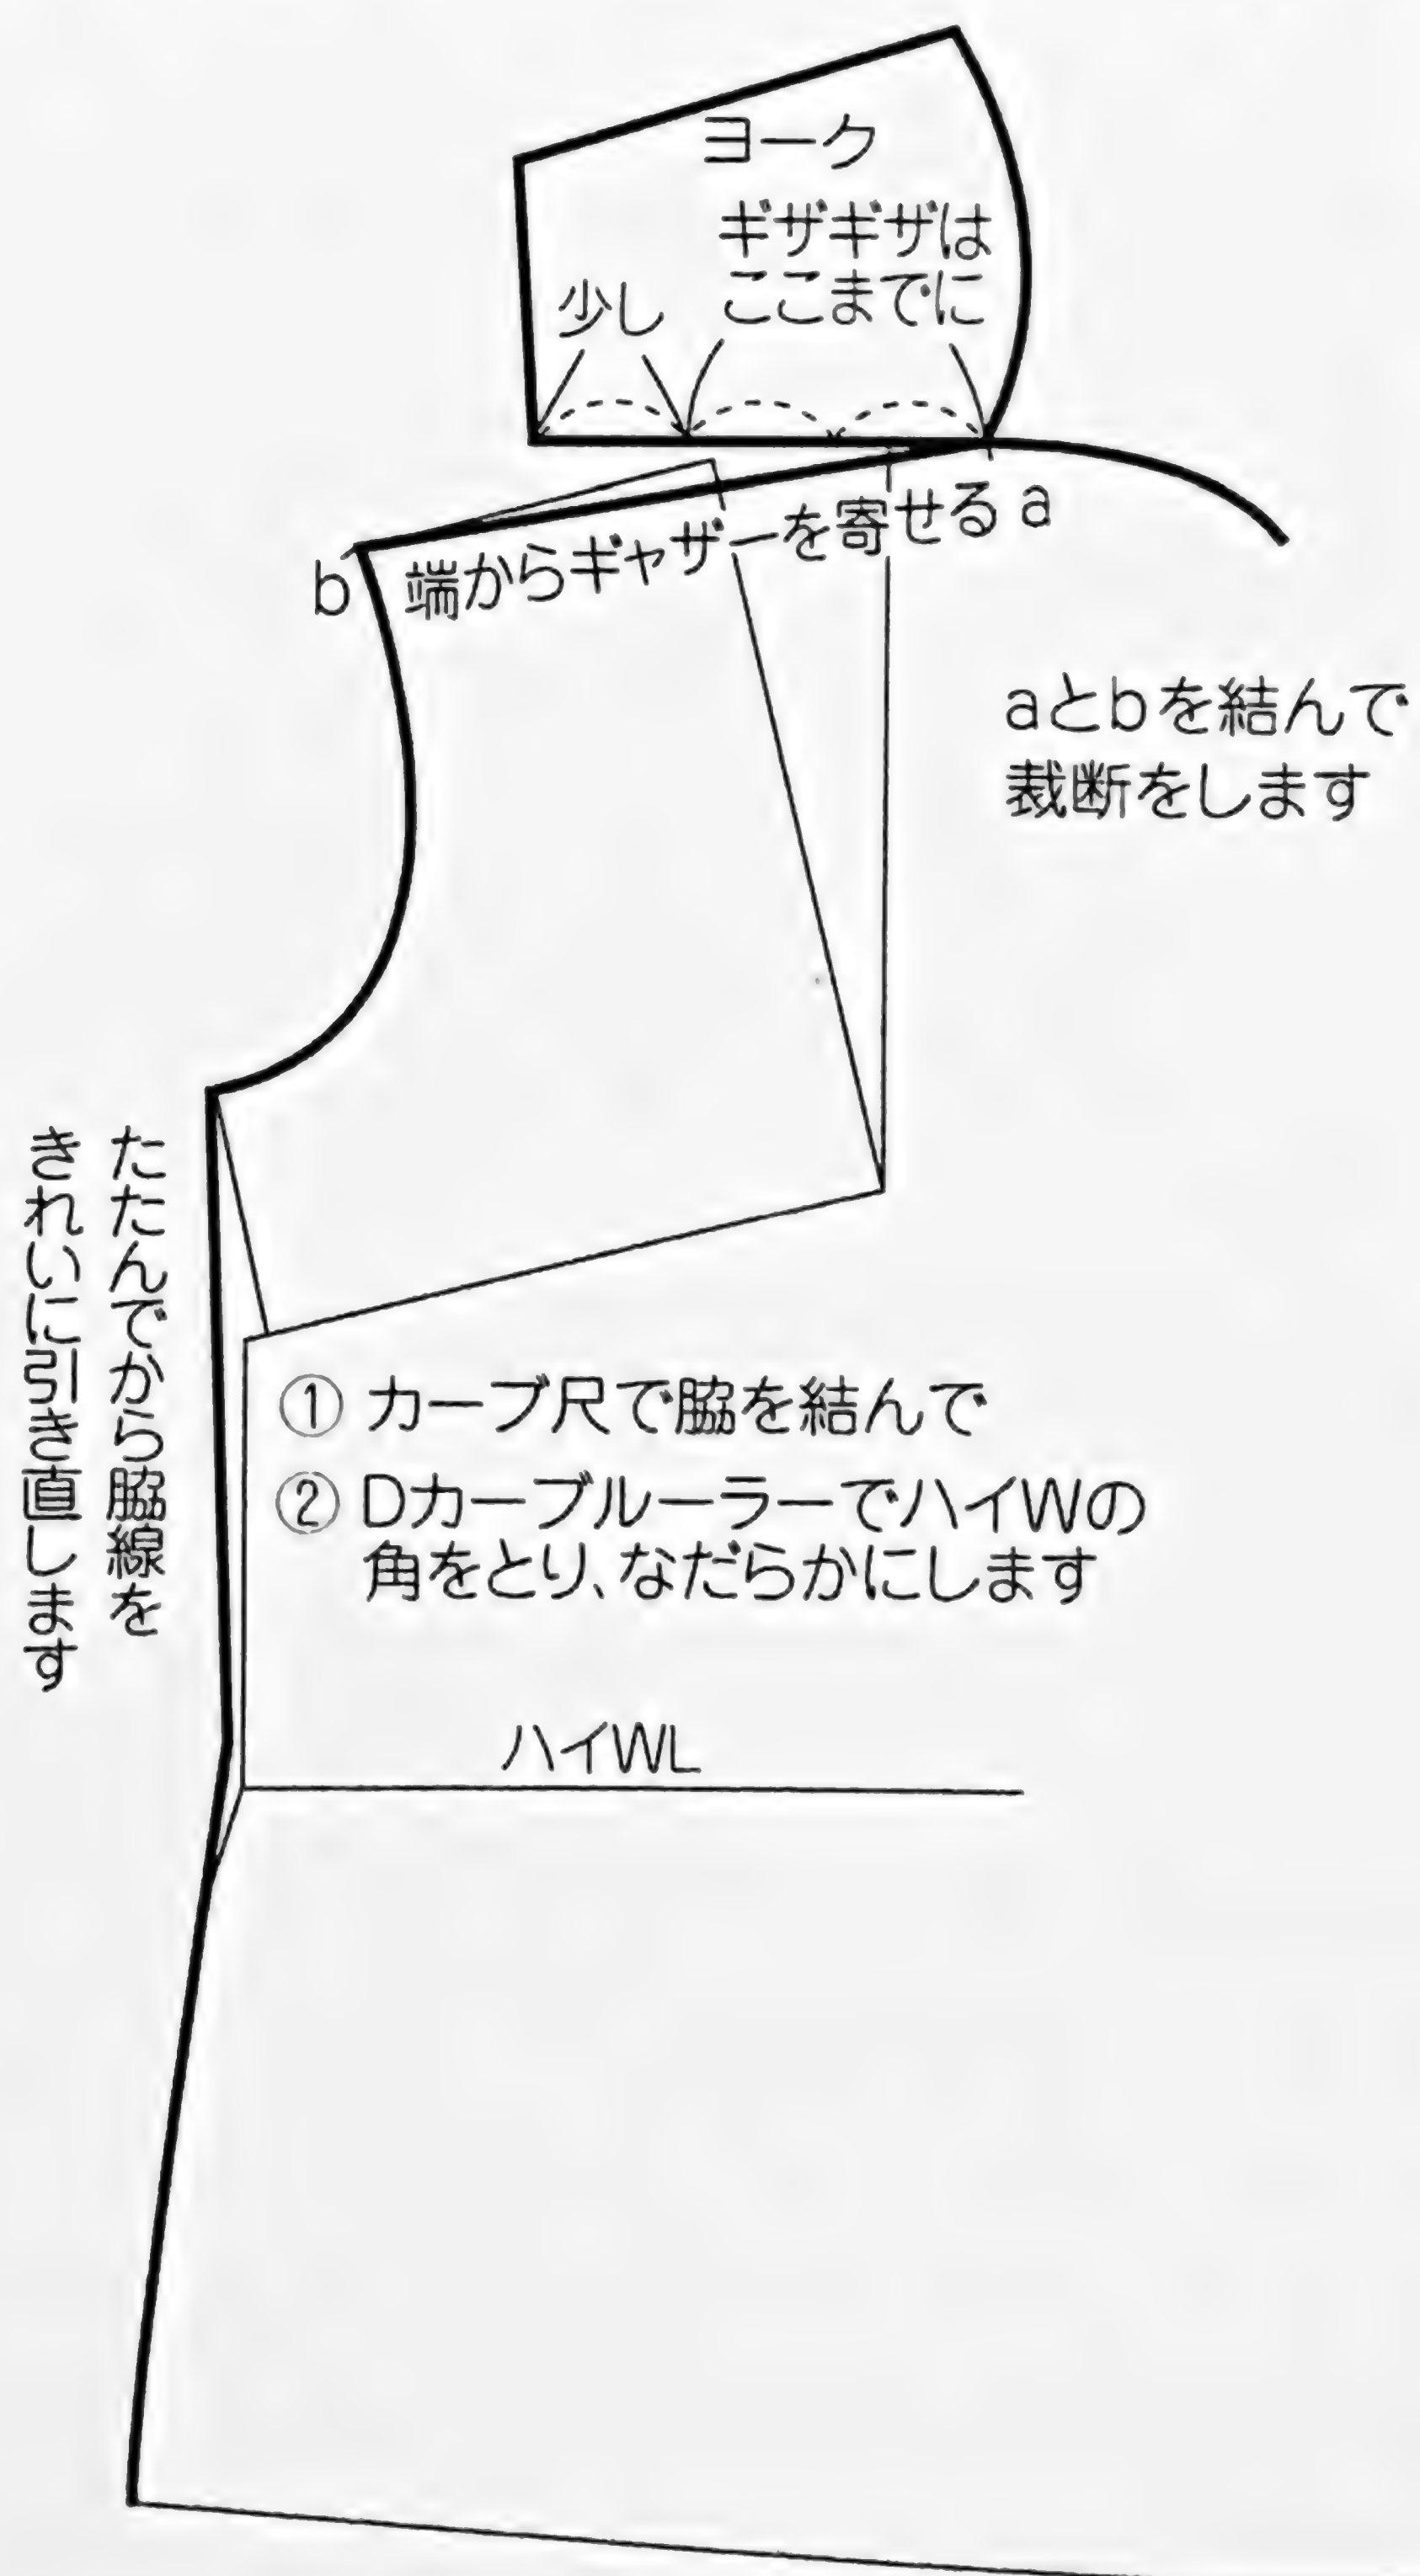 ヨーク
ギザギザは
ここまでに
少し
端からギャザーを寄せる a
b
aとbを結んで
裁断をします
たたんでから脇線を
きれいに引き直します
① カーブ尺で脇を結んで
② DカーブルーラーでハイWの
角をとり、なだらかにします
ハイWL